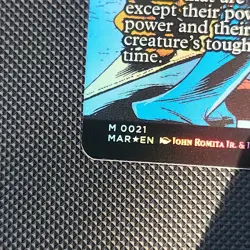 except their po
power and their
creature's tough
time.
M 0021
MAR★EN JOHN ROMITA JR. &